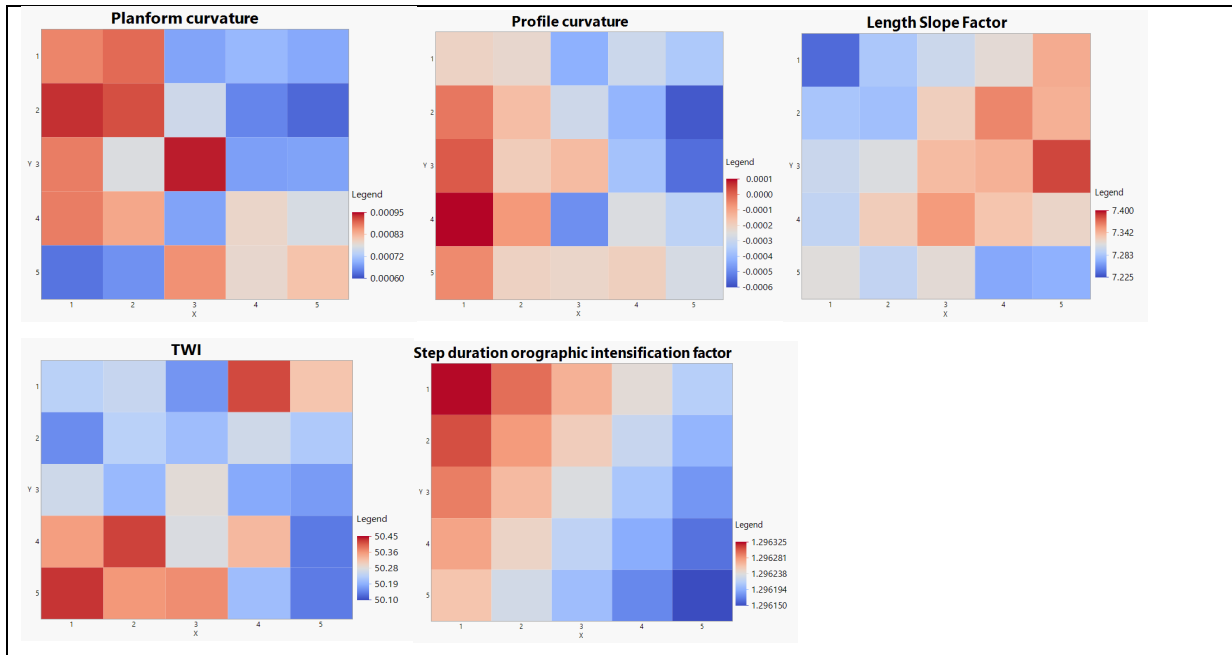 Planform curvature
1
2
Y 3
4
5
1 2 3 4 5
X
Legend
0.00095
0.00083
0.00072
0.00060
Profile curvature
1
2
Y 3
4
5
1 2 3 4 5
X
Legend
0.0001
0.0000
-0.0001
-0.0002
-0.0003
-0.0004
-0.0005
-0.0006
Length Slope Factor
1
2
Y 3
4
5
1 2 3 4 5
X
Legend
7.400
7.342
7.283
7.225
TWI
1
2
Y 3
4
5
1 2 3 4 5
X
Legend
50.45
50.36
50.28
50.19
50.10
Step duration orographic intensification factor
1
2
Y 3
4
5
1 2 3 4 5
X
Legend
1.296325
1.296281
1.296238
1.296194
1.296150